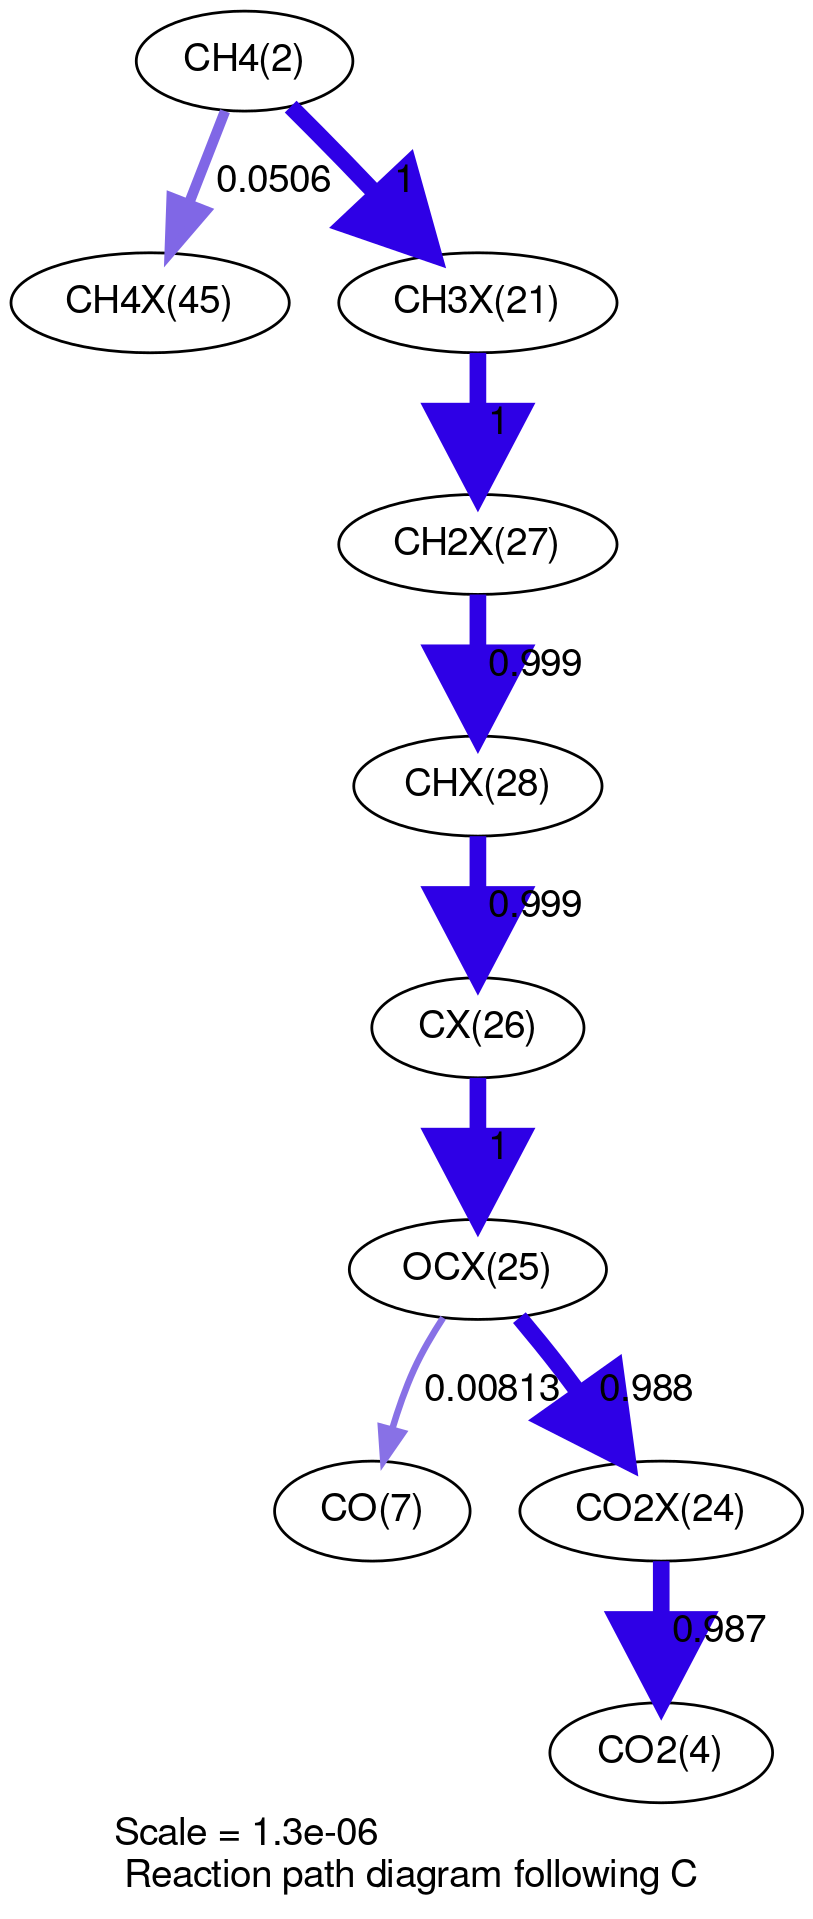 CH4(2)
0.0506
1
CH4X(45)
CH3X(21)
1
CH2X(27)
0.999
CHX(28)
0.999
CX(26)
1
OCX(25)
0.00813
0.988
CO(7)
CO2X(24)
0.987
CO2(4)
Scale = 1.3e-06
Reaction path diagram following C